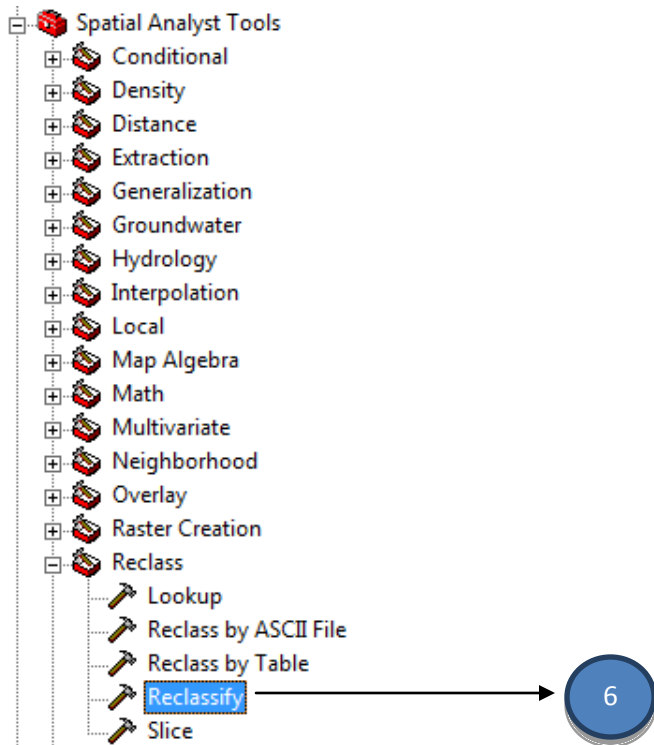 Spatial Analyst Tools
Conditional
Density
Distance
Extraction
Generalization
Groundwater
Hydrology
Interpolation
Local
Map Algebra
Math
Multivariate
Neighborhood
Overlay
Raster Creation
Reclass
Lookup
Reclass by ASCII File
Reclass by Table
Reclassify 6
Slice